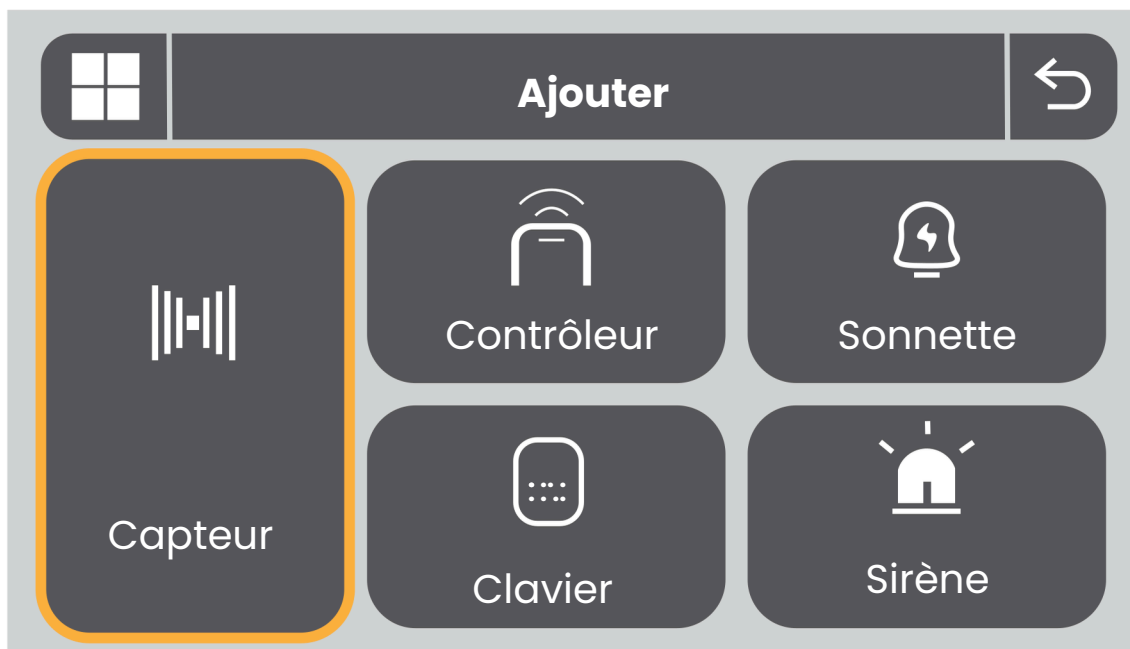 Ajouter
Contrôleur
Sonnette
Capteur
Clavier
Sirène